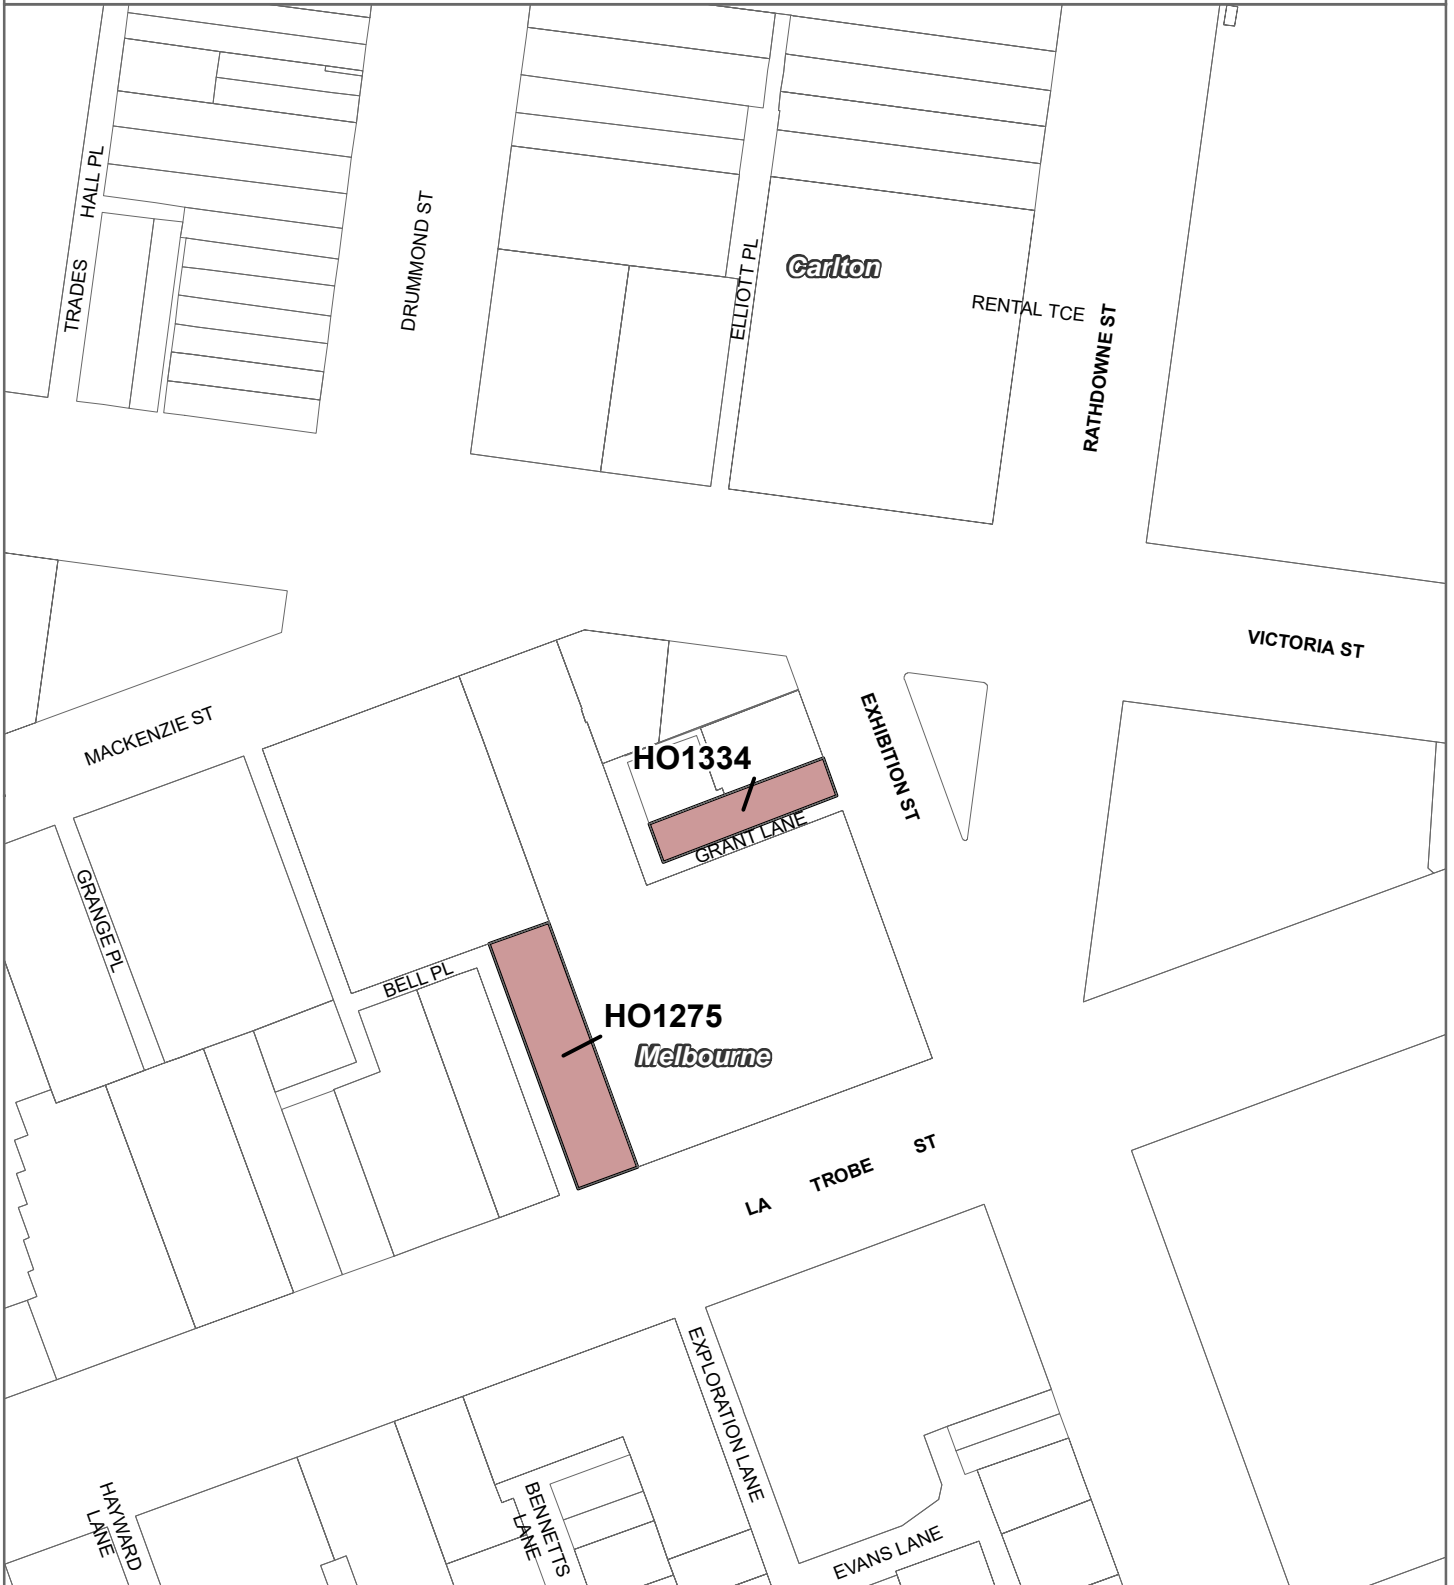 HALL PL
TRADES
DRUMMOND ST
ELLIOTT PL
Carlton
RENTAL TCE
RATHDOWNE ST
VICTORIA ST
MACKENZIE ST
EXHIBITION ST
HO1334
GRANT LANE
GRANGE PL
BELL PL
HO1275
Melbourne
LA TROBE ST
EXPLORATION LANE
HAYWARD
LANE
BENNETTS
LANE
EVANS LANE